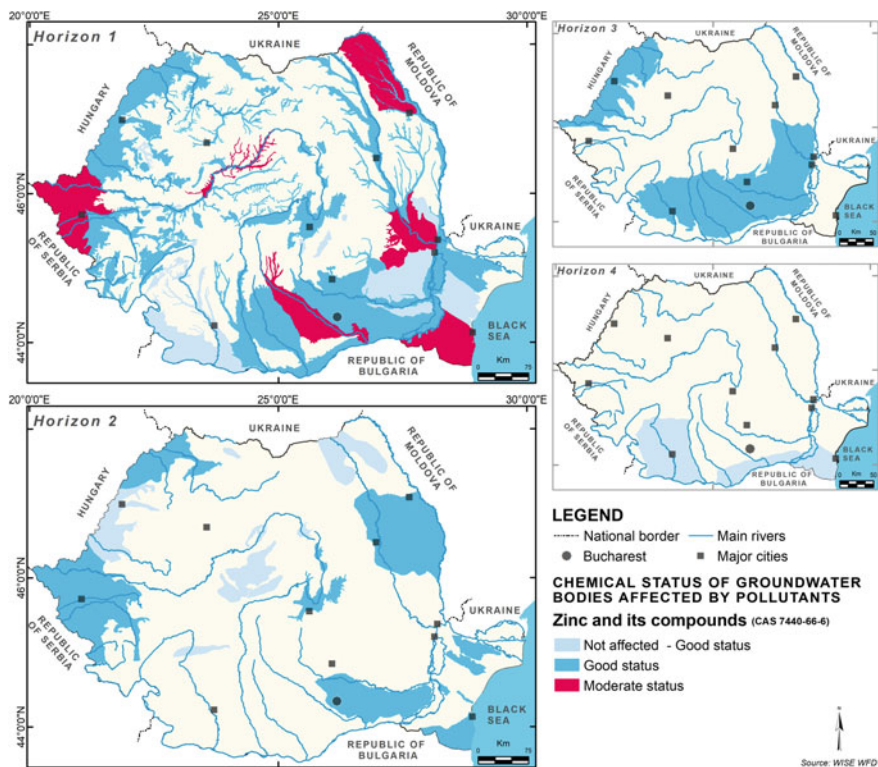 20°0'0"E
25°0'0"E
30°0'0"E
Horizon 1
UKRAINE
REPUBLIC OF MOLDOVA
HUNGARY
46°0'0"N
REPUBLIC OF SERBIA
UKRAINE
BLACK SEA
44°0'0"N
REPUBLIC OF BULGARIA
Km
0 75
Horizon 3
UKRAINE
REPUBLIC OF MOLDOVA
HUNGARY
UKRAINE
REPUBLIC OF SERBIA
BLACK SEA
REPUBLIC OF BULGARIA
Km
0 50
Horizon 4
UKRAINE
REPUBLIC OF MOLDOVA
HUNGARY
UKRAINE
REPUBLIC OF SERBIA
BLACK SEA
REPUBLIC OF BULGARIA
Km
0 50
20°0'0"E
25°0'0"E
30°0'0"E
Horizon 2
UKRAINE
REPUBLIC OF MOLDOVA
HUNGARY
46°0'0"N
REPUBLIC OF SERBIA
UKRAINE
BLACK SEA
44°0'0"N
REPUBLIC OF BULGARIA
Km
0 75
LEGEND
National border
Main rivers
Bucharest
Major cities
CHEMICAL STATUS OF GROUNDWATER
BODIES AFFECTED BY POLLUTANTS
Zinc and its compounds (CAS 7440-66-6)
Not affected - Good status
Good status
Moderate status
Source: WISE WFD